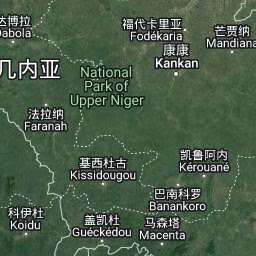 达博拉
Dabola
福代卡里亚
Fodékaria
芒贾纳
Mandiana
康康
Kankan
几内亚
National
Park of
Upper Niger
法拉纳
Faranah
基西杜古
Kissidougou
凯鲁阿内
Kérouané
巴南科罗
Banankoro
科伊杜
Koidu
盖凯杜
Guéckédou
马森塔
Macenta